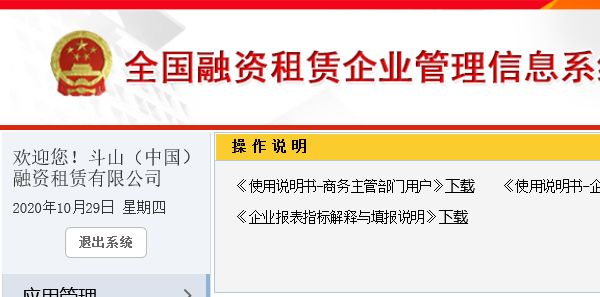 全国融资租赁企业管理信息系
欢迎您！斗山（中国）
融资租赁有限公司
2020年10月29日 星期四
退出系统
应用管理
操作说明
《使用说明书-商务主管部门用户》下载 《使用说明书-企
《企业报表指标解释与填报说明》下载